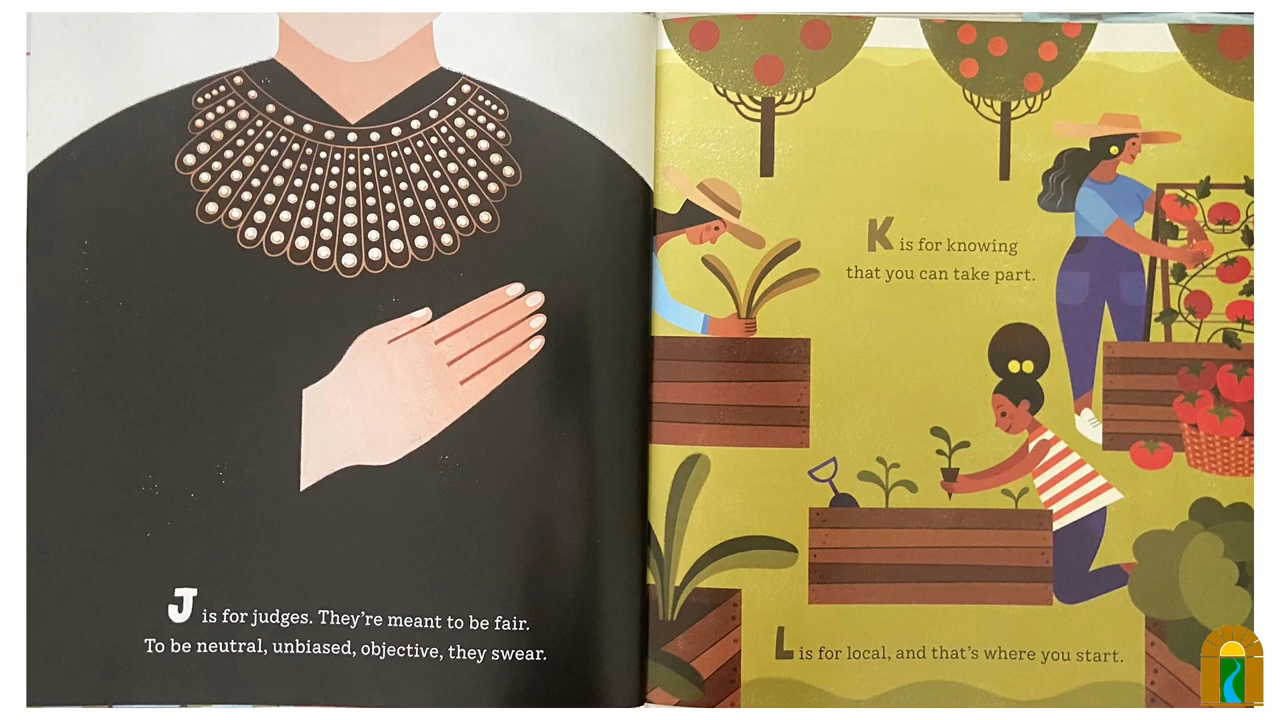 J is for judges. They're meant to be fair.
To be neutral, unbiased, objective, they swear.
K is for knowing
that you can take part.
L is for local, and that's where you start.